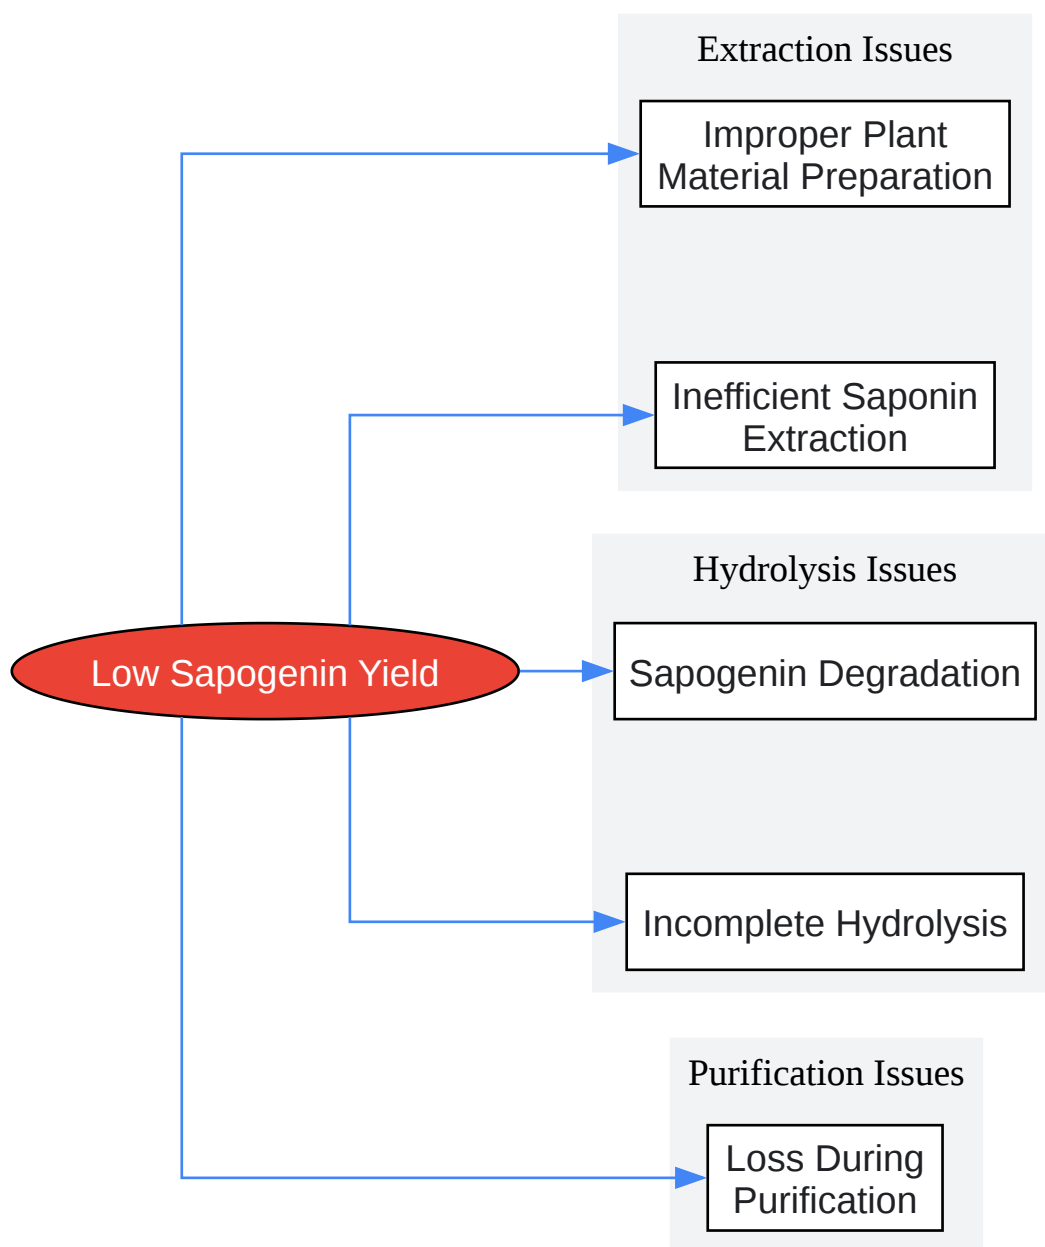 Extraction Issues
Improper Plant
Material Preparation
Inefficient Saponin
Extraction
Hydrolysis Issues
Low Sapogenin Yield
Sapogenin Degradation
Incomplete Hydrolysis
Purification Issues
Loss During
Purification